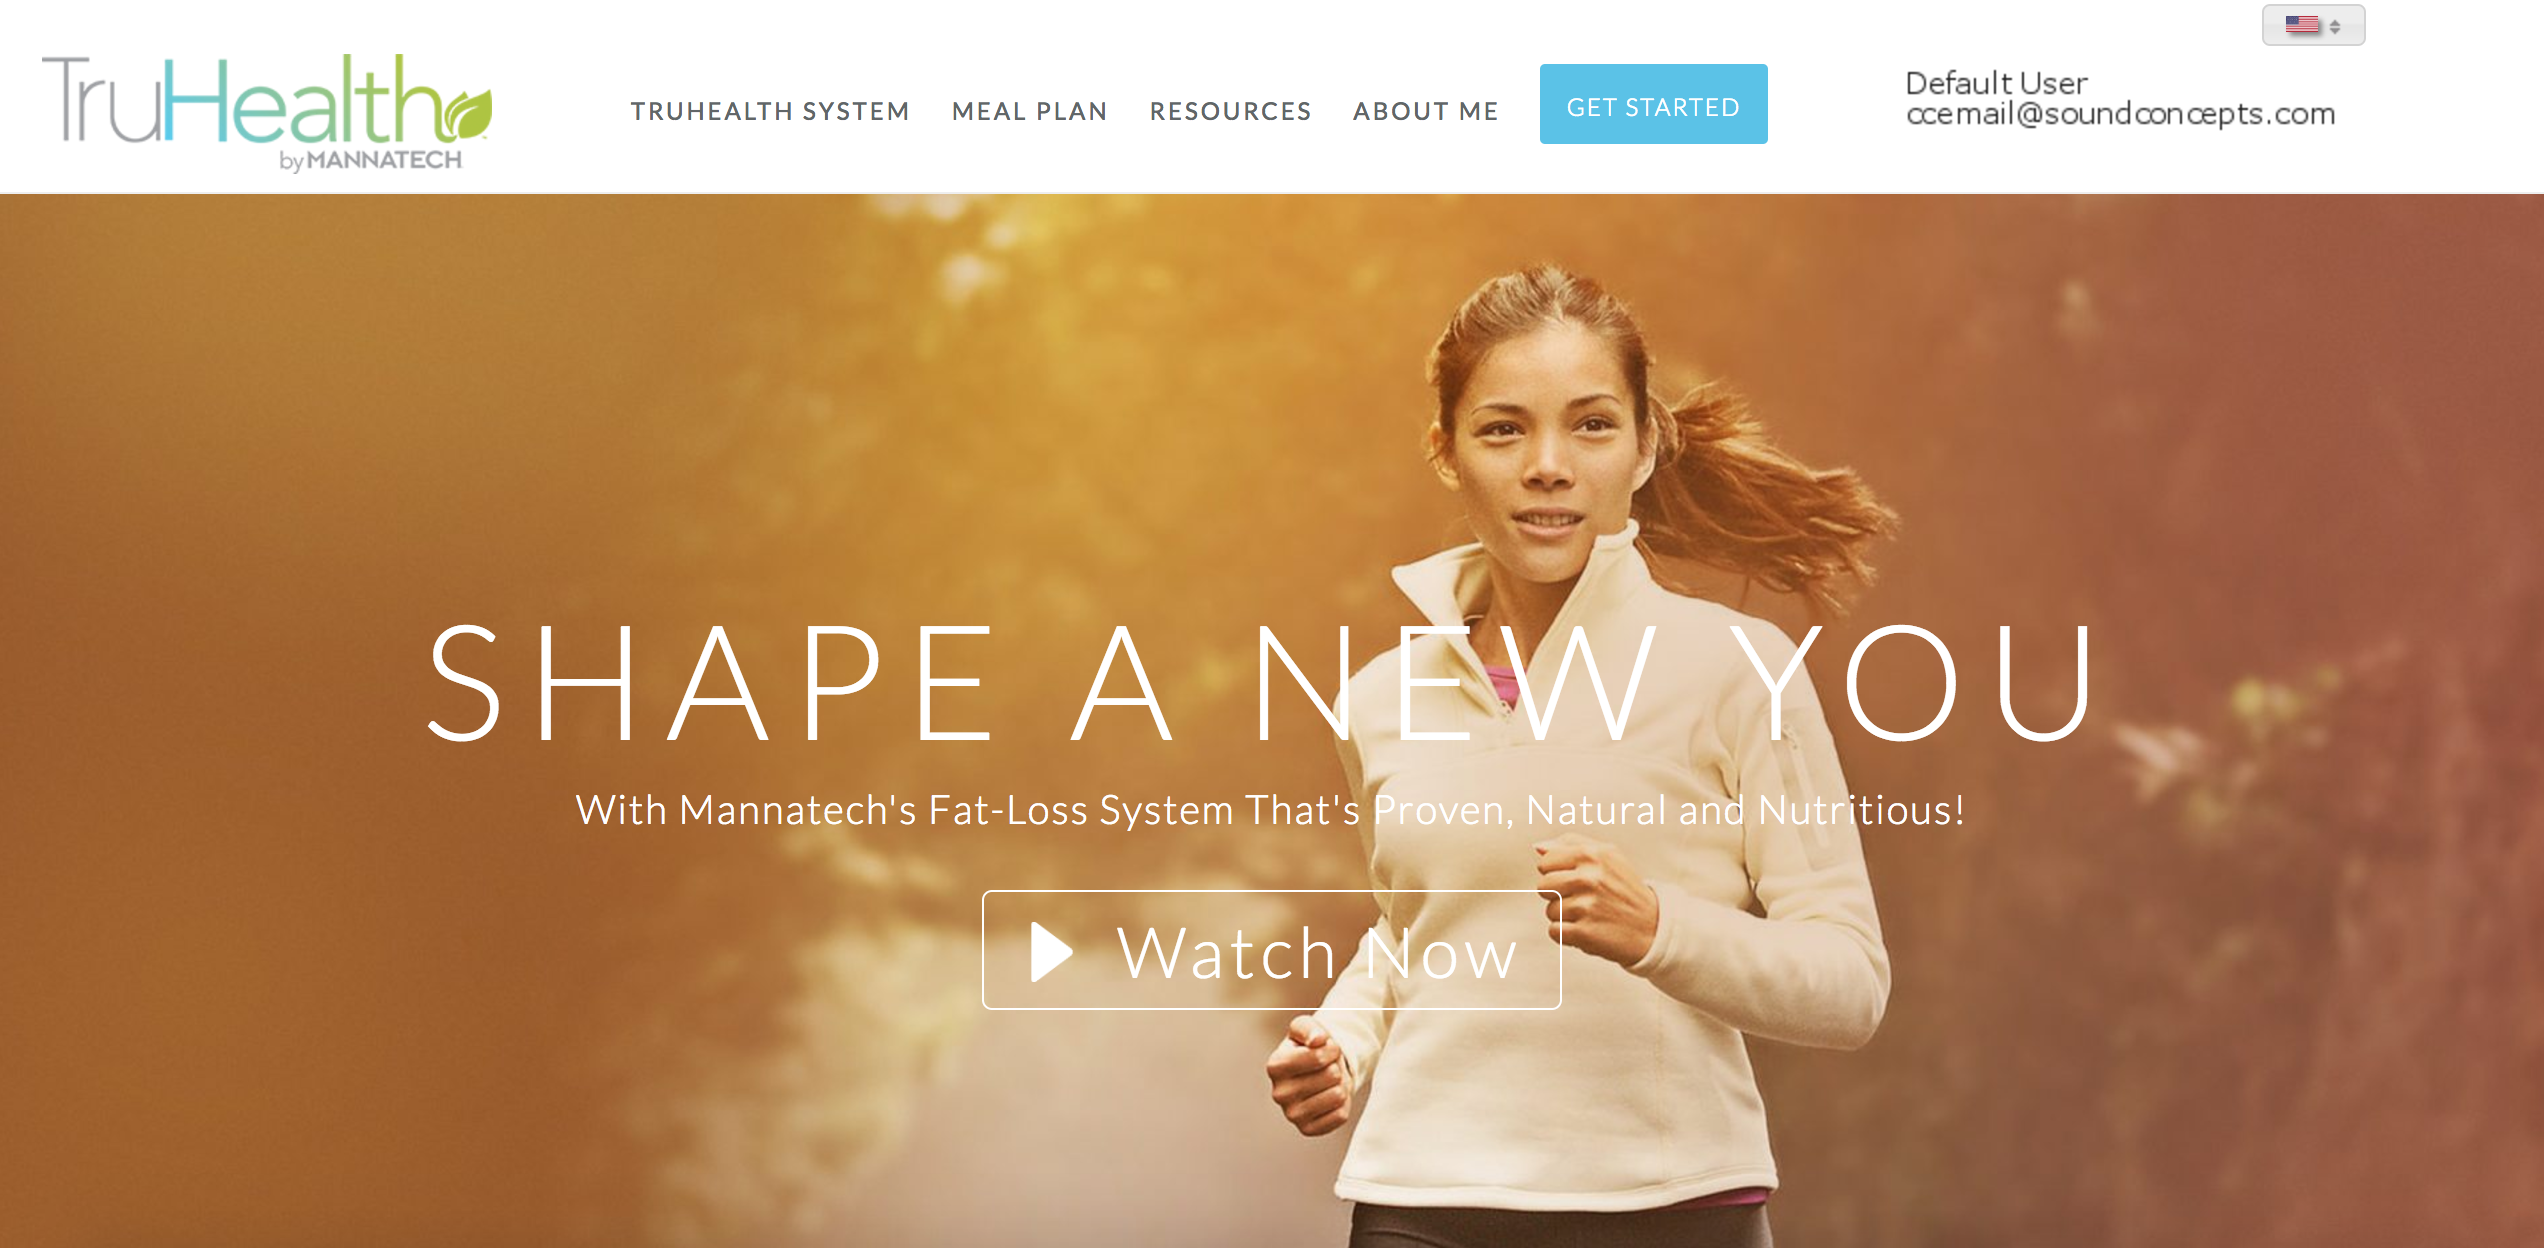 TruHealth
by MANNATECH
TRUHEALTH SYSTEM
MEAL PLAN
RESOURCES
ABOUT ME
GET STARTED
Default User
ccemail@soundconcepts.com
SHAPE A NEW YOU
With Mannatech's Fat-Loss System That's Proven, Natural and Nutritious!
Watch Now